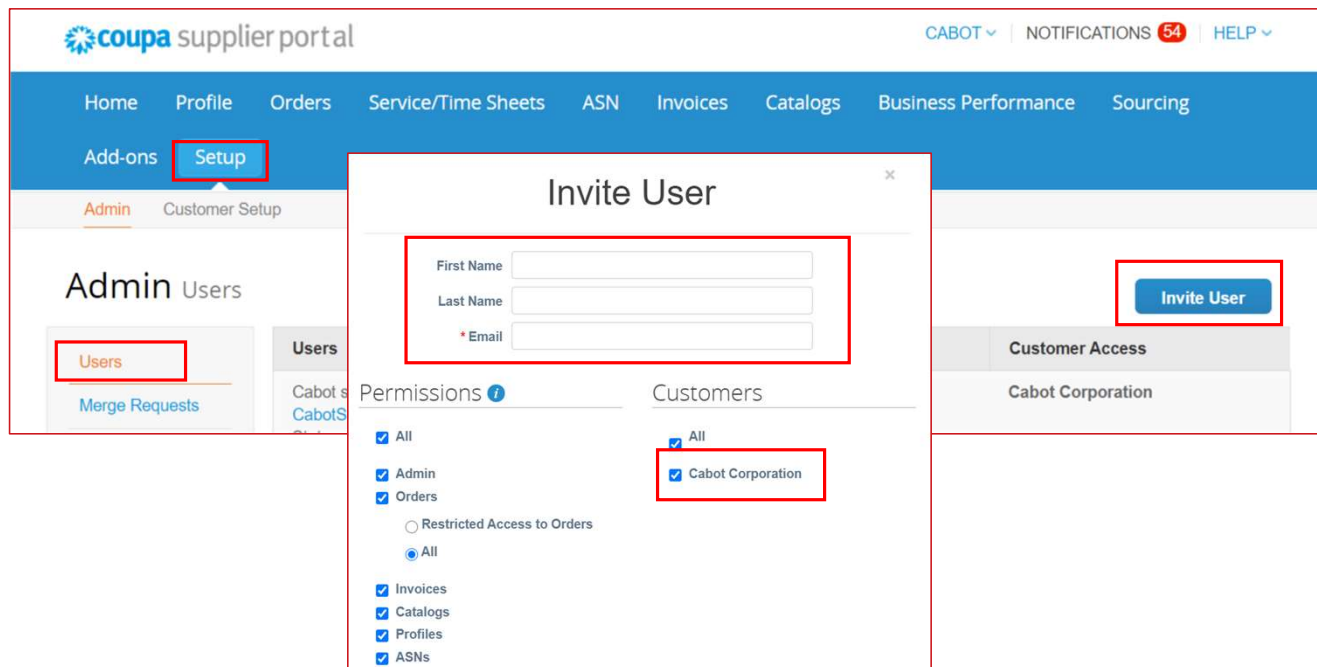 coupa supplier portal
CABOT NOTIFICATIONS 54 HELP
Home Profile Orders Service/Time Sheets ASN Invoices Catalogs Business Performance Sourcing
Add-ons Setup
Admin Customer Setup
Admin Users
Invite User
Users
Merge Requests
Users
Customer Access
Cabot s
CabotS
Cabot Corporation
Invite User
×
First Name
Last Name
* Email
Permissions i
Customers
All
Admin
Orders
Restricted Access to Orders
All
Invoices
Catalogs
Profiles
ASNs
All
Cabot Corporation